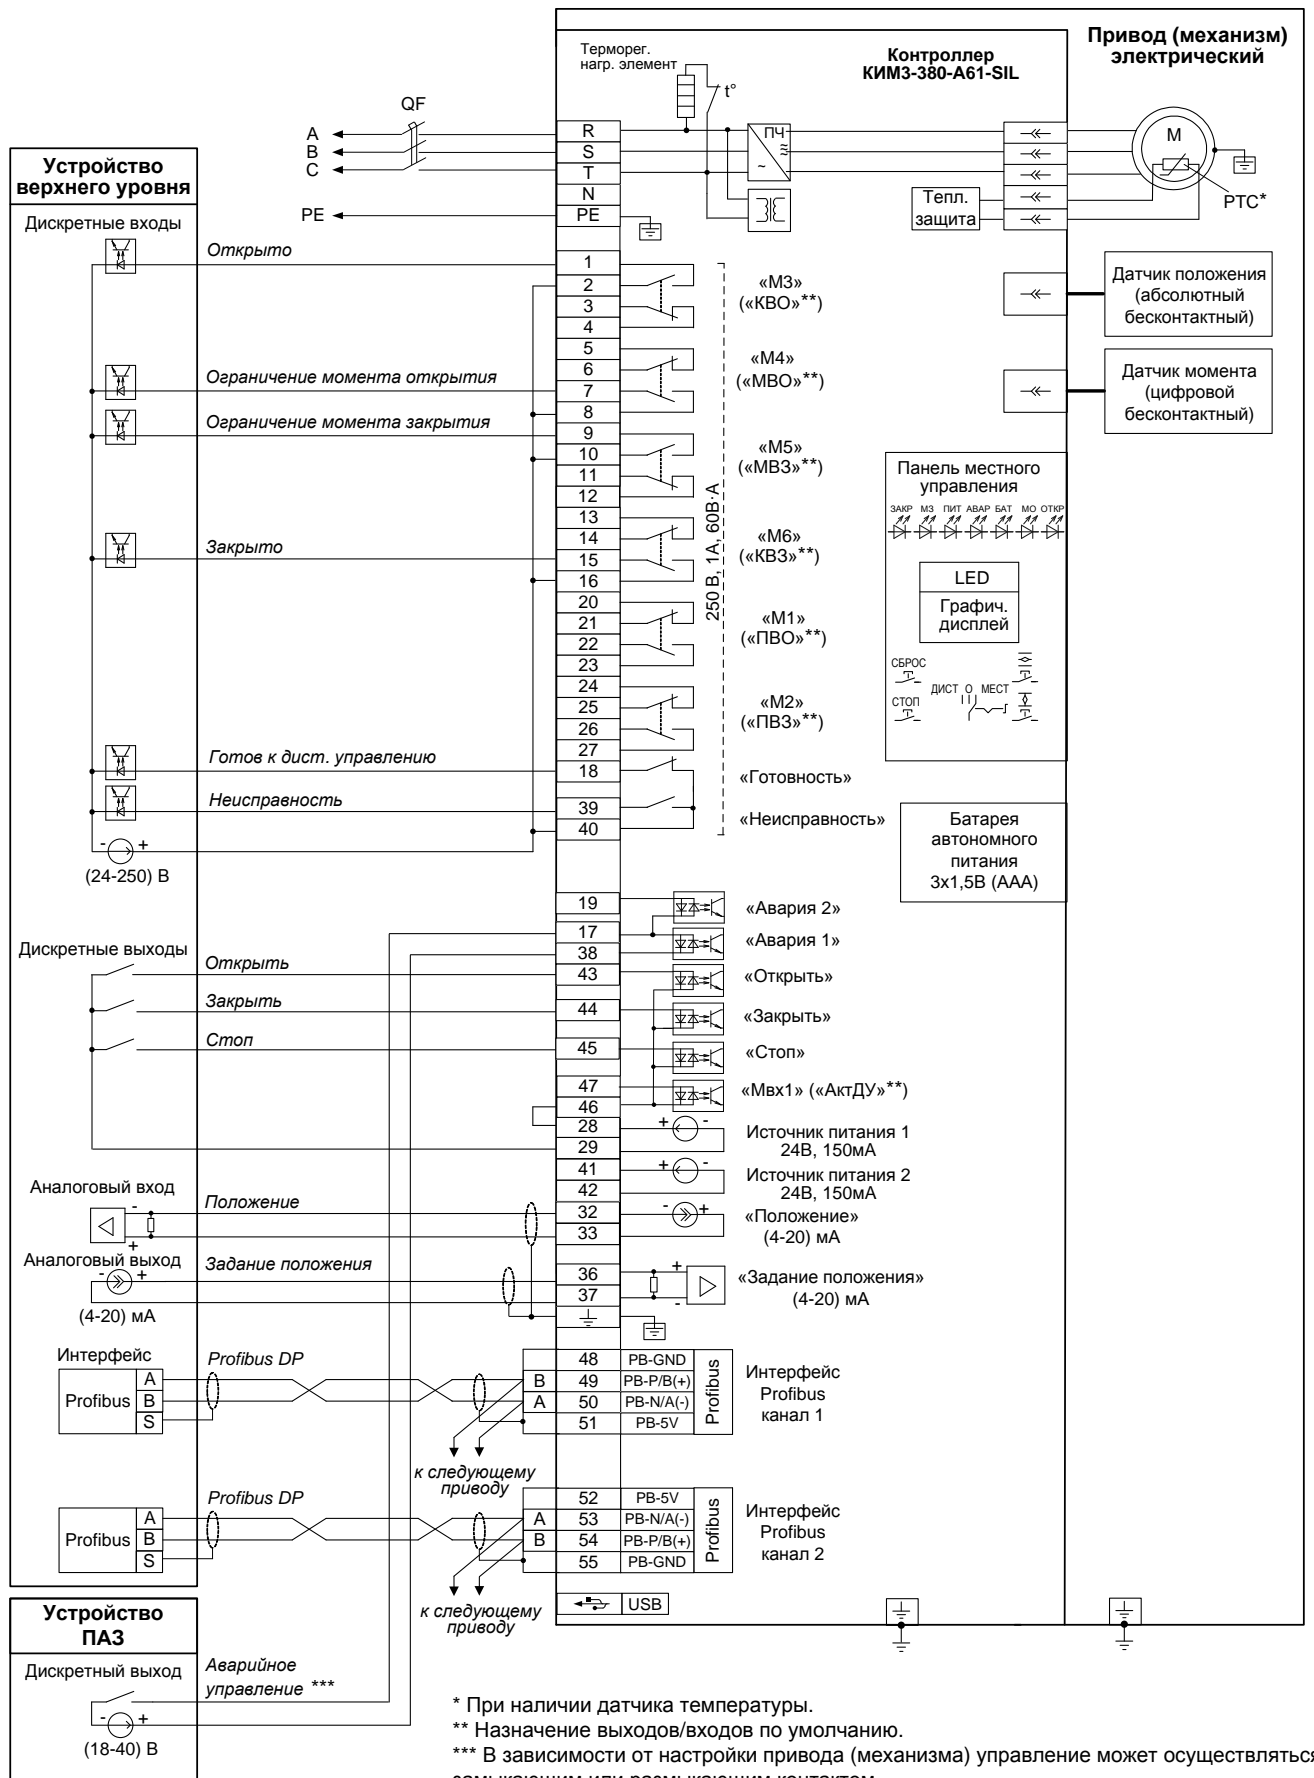 Привод (механизм)
электрический
Контроллер
КИМ3-380-А61-SIL
Терморег.
нагр. элемент
t°
QF
A
B
C
PE
R
S
T
N
PE
ПЧ
≈
~
Тепл.
защита
M
PTC*
Датчик положения
(абсолютный
бесконтактный)
Датчик момента
(цифровой
бесконтактный)
Устройство
верхнего уровня
Дискретные входы
Открыто
Ограничение момента открытия
Ограничение момента закрытия
Закрыто
Готов к дист. управлению
Неисправность
- +
(24-250) В
1
2
3
4
5
6
7
8
9
10
11
12
13
14
15
16
20
21
22
23
24
25
26
27
18
39
40
«М3»
(«КВО»**)
«М4»
(«МВО»**)
«М5»
(«МВЗ»**)
«М6»
(«КВЗ»**)
«М1»
(«ПВО»**)
«М2»
(«ПВЗ»**)
«Готовность»
«Неисправность»
250 В, 1А, 60В·А
Панель местного
управления
ЗАКР МЗ ПИТ АВАР БАТ МО ОТКР
LED
Графич.
дисплей
СБРОС
СТОП
ДИСТ О МЕСТ
Батарея
автономного
питания
3х1,5В (ААА)
Дискретные выходы
Открыть
Закрыть
Стоп
19
17
38
43
44
45
47
46
28
29
41
42
32
33
36
37
«Авария 2»
«Авария 1»
«Открыть»
«Закрыть»
«Стоп»
«Мвх1» («АктДУ»**)
+ -
Источник питания 1
24В, 150мА
+ -
Источник питания 2
24В, 150мА
- +
«Положение»
(4-20) мА
+
-
«Задание положения»
(4-20) мА
Аналоговый вход
Положение
-
+
Аналоговый выход
Задание положения
- +
(4-20) мА
Интерфейс
Profibus DP
Profibus
A
B
S
B
A
48 PB-GND
49 PB-P/B(+)
50 PB-N/A(-)
51 PB-5V
Profibus
Интерфейс
Profibus
канал 1
к следующему
приводу
Profibus DP
Profibus
A
B
S
A
B
52 PB-5V
53 PB-N/A(-)
54 PB-P/B(+)
55 PB-GND
Profibus
Интерфейс
Profibus
канал 2
к следующему
приводу
USB
Устройство
ПАЗ
Дискретный выход
Аварийное
управление ***
- +
(18-40) В
* При наличии датчика температуры.
** Назначение выходов/входов по умолчанию.
*** В зависимости от настройки привода (механизма) управление может осуществляться
замыкающим или размыкающим контактом.